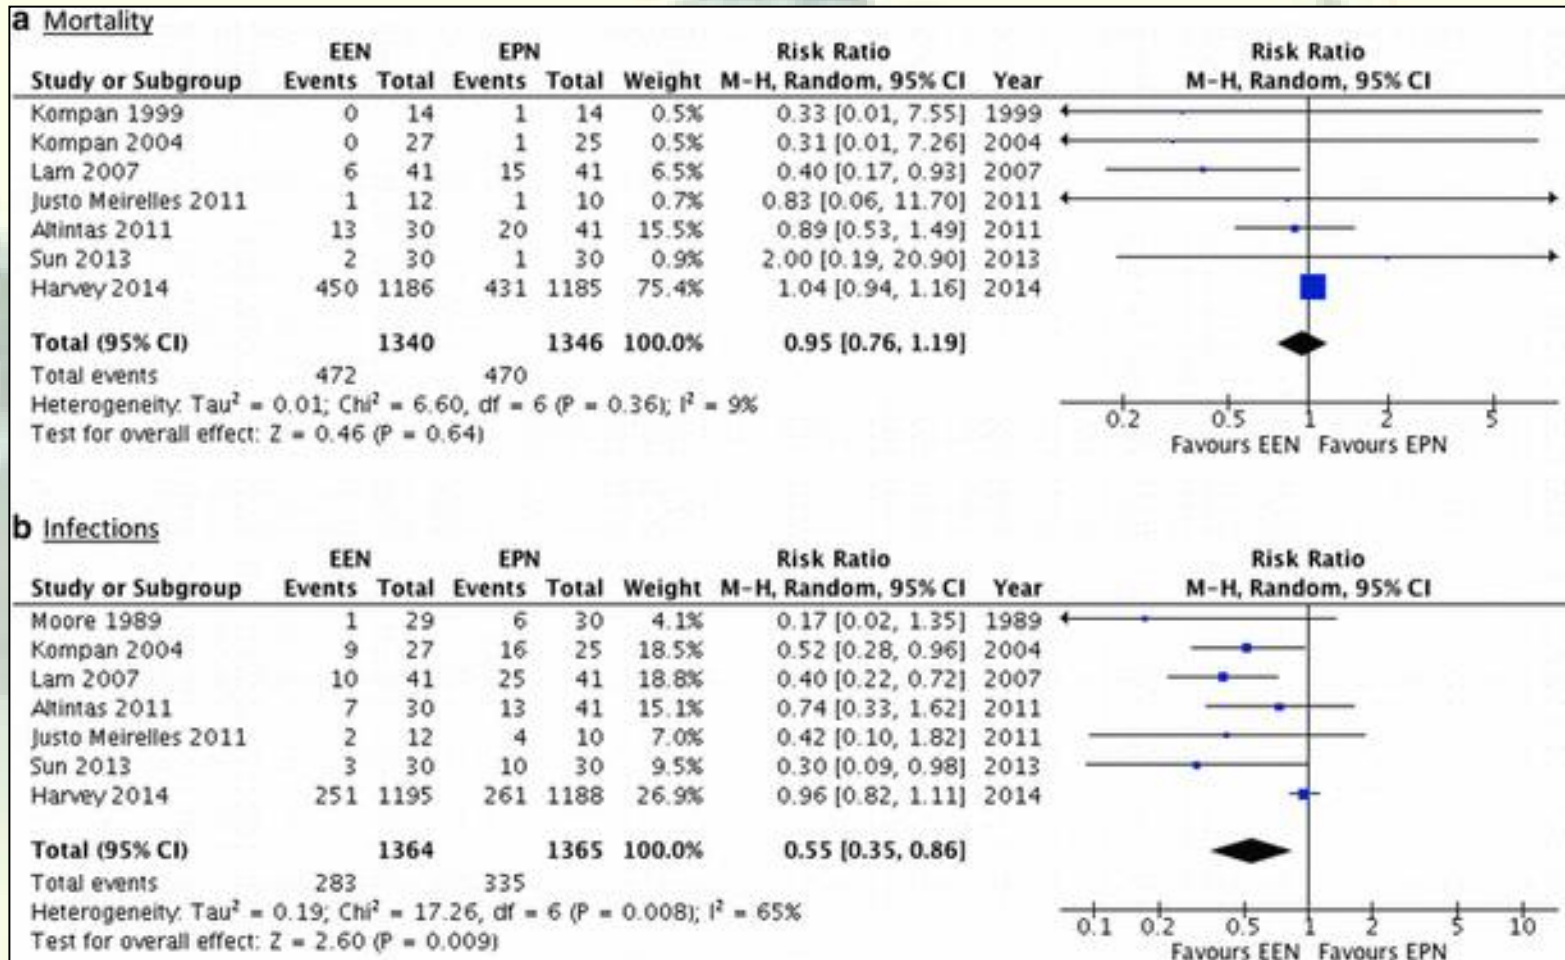 a Mortality
EEN EPN Risk Ratio Risk Ratio
Study or Subgroup Events Total Events Total Weight M-H, Random, 95% CI Year M-H, Random, 95% CI
Kompan 1999 0 14 1 14 0.5% 0.33 [0.01, 7.55] 1999
Kompan 2004 0 27 1 25 0.5% 0.31 [0.01, 7.26] 2004
Lam 2007 6 41 15 41 6.5% 0.40 [0.17, 0.93] 2007
Justo Meirelles 2011 1 12 1 10 0.7% 0.83 [0.06, 11.70] 2011
Altintas 2011 13 30 20 41 15.5% 0.89 [0.53, 1.49] 2011
Sun 2013 2 30 1 30 0.9% 2.00 [0.19, 20.90] 2013
Harvey 2014 450 1186 431 1185 75.4% 1.04 [0.94, 1.16] 2014
Total (95% CI) 1340 1346 100.0% 0.95 [0.76, 1.19]
Total events 472 470
Heterogeneity: Tau² = 0.01; Chi² = 6.60, df = 6 (P = 0.36); I² = 9%
Test for overall effect: Z = 0.46 (P = 0.64)
0.2 0.5 1 2 5
Favours EEN Favours EPN
b Infections
EEN EPN Risk Ratio Risk Ratio
Study or Subgroup Events Total Events Total Weight M-H, Random, 95% CI Year M-H, Random, 95% CI
Moore 1989 1 29 6 30 4.1% 0.17 [0.02, 1.35] 1989
Kompan 2004 9 27 16 25 18.5% 0.52 [0.28, 0.96] 2004
Lam 2007 10 41 25 41 18.8% 0.40 [0.22, 0.72] 2007
Altintas 2011 7 30 13 41 15.1% 0.74 [0.33, 1.62] 2011
Justo Meirelles 2011 2 12 4 10 7.0% 0.42 [0.10, 1.82] 2011
Sun 2013 3 30 10 30 9.5% 0.30 [0.09, 0.98] 2013
Harvey 2014 251 1195 261 1188 26.9% 0.96 [0.82, 1.11] 2014
Total (95% CI) 1364 1365 100.0% 0.55 [0.35, 0.86]
Total events 283 335
Heterogeneity: Tau² = 0.19; Chi² = 17.26, df = 6 (P = 0.008); I² = 65%
Test for overall effect: Z = 2.60 (P = 0.009)
0.1 0.2 0.5 1 2 5 10
Favours EEN Favours EPN